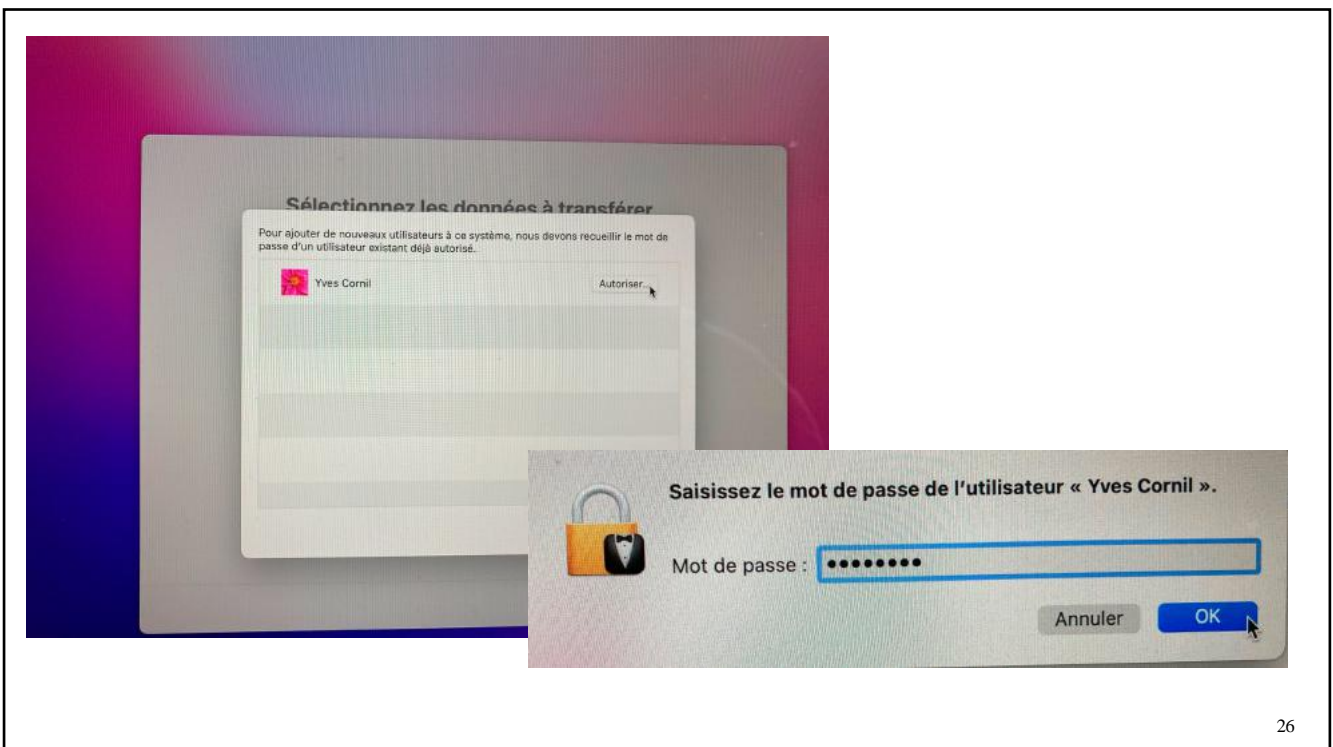 Sélectionnez les données à transférer
Pour ajouter de nouveaux utilisateurs à ce système, nous devons recueillir le mot de
passe d'un utilisateur existant déjà autorisé.
Yves Cornil
Autoriser...
Saisissez le mot de passe de l'utilisateur « Yves Cornil ».
Mot de passe : ••••••••
Annuler
OK
26